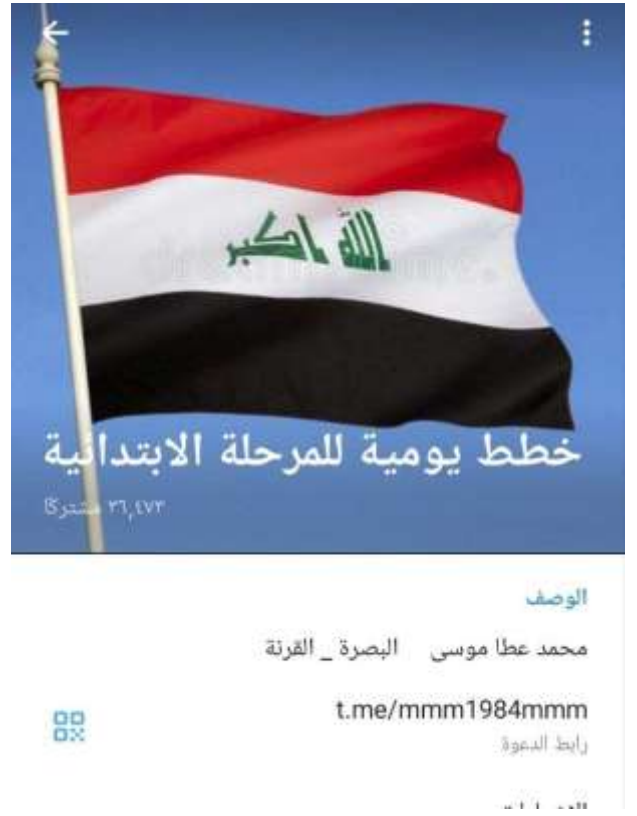 الله اكبر
خطط يومية للمرحلة الابتدائية
٣٦,٤٧٣ مشتركًا
الوصف
محمد عطا موسى البصرة _ القرنة
t.me/mmm1984mmm
رابط الدعوة